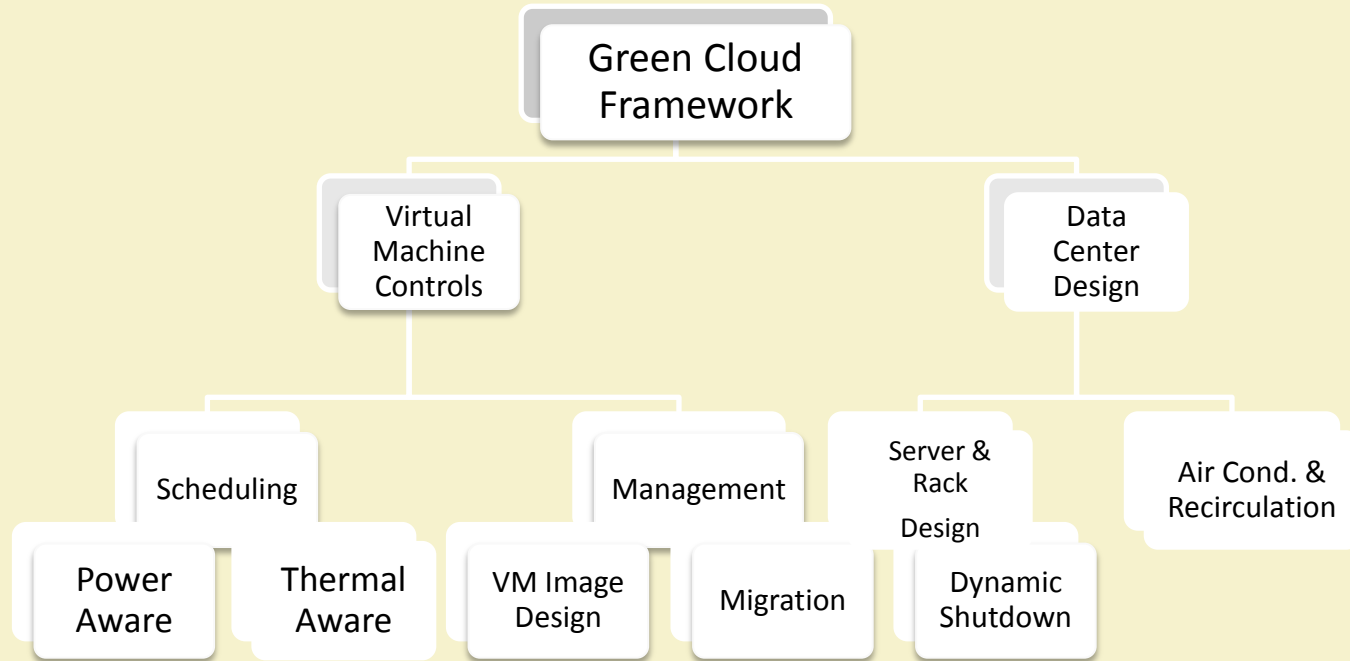 Green Cloud
Framework
Virtual
Machine
Controls
Data
Center
Design
Scheduling
Management
Server &
Rack
Design
Air Cond. &
Recirculation
Power
Aware
Thermal
Aware
VM Image
Design
Migration
Dynamic
Shutdown